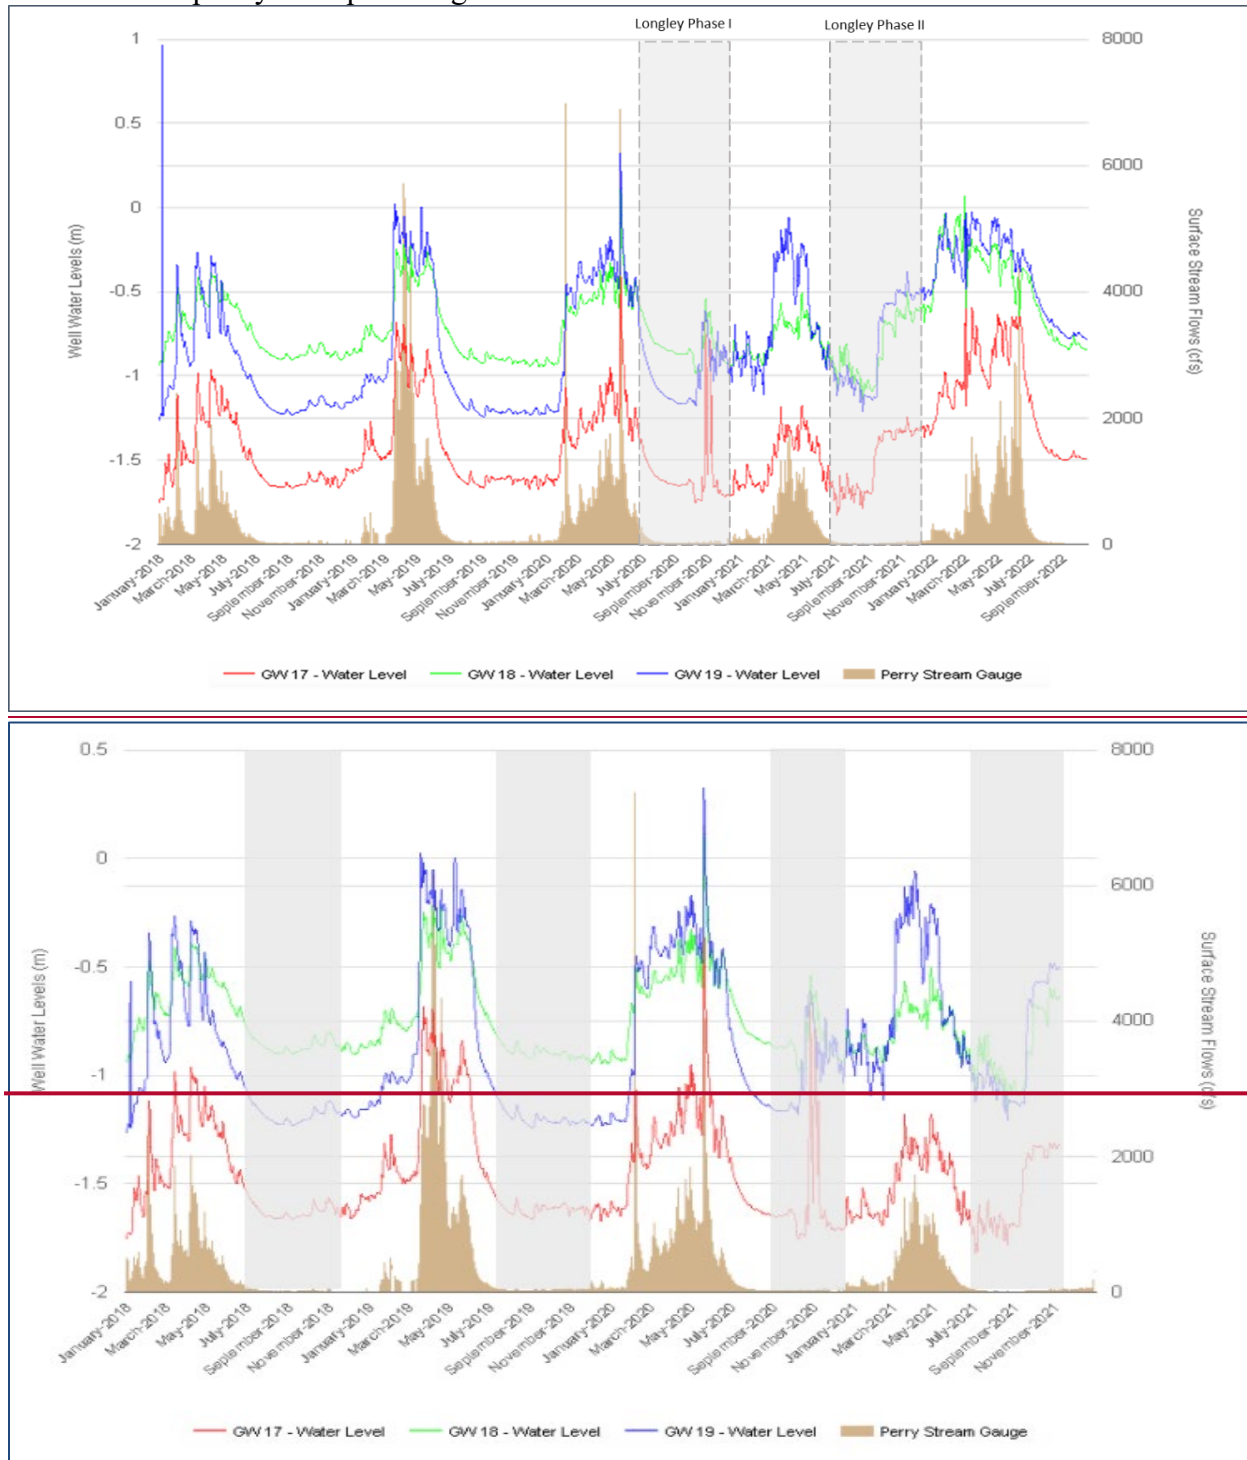 Longley Phase I
Longley Phase II
1
0.5
0
-0.5
-1
-1.5
-2
Well Water Levels (m)
8000
6000
4000
2000
0
Surface Stream Flows (cfs)
January-2018
March-2018
May-2018
July-2018
September-2018
November-2018
January-2019
March-2019
May-2019
July-2019
September-2019
November-2019
January-2020
March-2020
May-2020
July-2020
September-2020
November-2020
January-2021
March-2021
May-2021
July-2021
September-2021
November-2021
January-2022
March-2022
May-2022
July-2022
September-2022
GW 17 - Water Level GW 18 - Water Level GW 19 - Water Level Perry Stream Gauge
0.5
0
-0.5
-1
-1.5
-2
Well Water Levels (m)
8000
6000
4000
2000
0
Surface Stream Flows (cfs)
January-2018
March-2018
May-2018
July-2018
September-2018
November-2018
January-2019
March-2019
May-2019
July-2019
September-2019
November-2019
January-2020
March-2020
May-2020
July-2020
September-2020
November-2020
January-2021
March-2021
May-2021
July-2021
September-2021
November-2021
GW 17 - Water Level GW 18 - Water Level GW 19 - Water Level Perry Stream Gauge